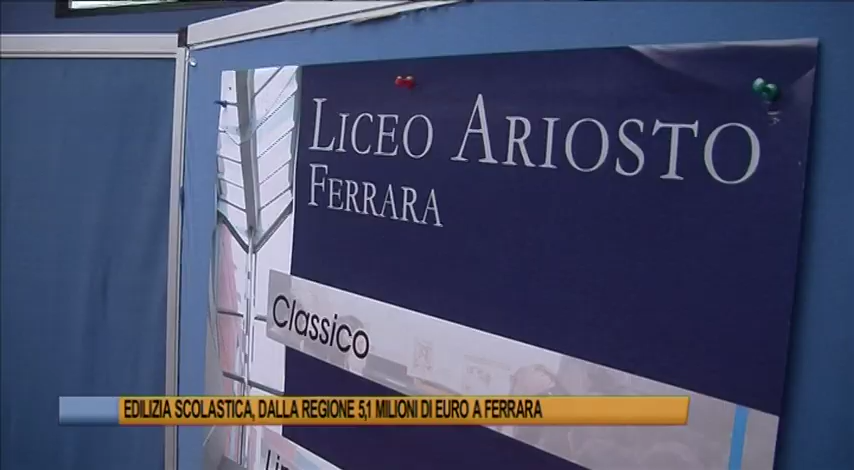 LICEO ARIOSTO
FERRARA
Classico
EDILIZIA SCOLASTICA, DALLA REGIONE 5,1 MILIONI DI EURO A FERRARA